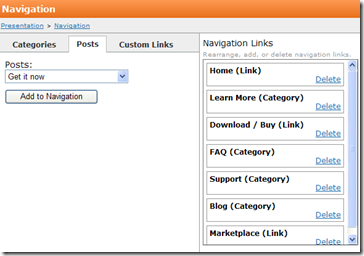 Navigation
Presentation > Navigation
Categories Posts Custom Links
Posts:
Get it now
Add to Navigation
Navigation Links
Rearrange, add, or delete navigation links.
Home (Link)
Delete
Learn More (Category)
Delete
Download / Buy (Link)
Delete
FAQ (Category)
Delete
Support (Category)
Delete
Blog (Category)
Delete
Marketplace (Link)
Delete